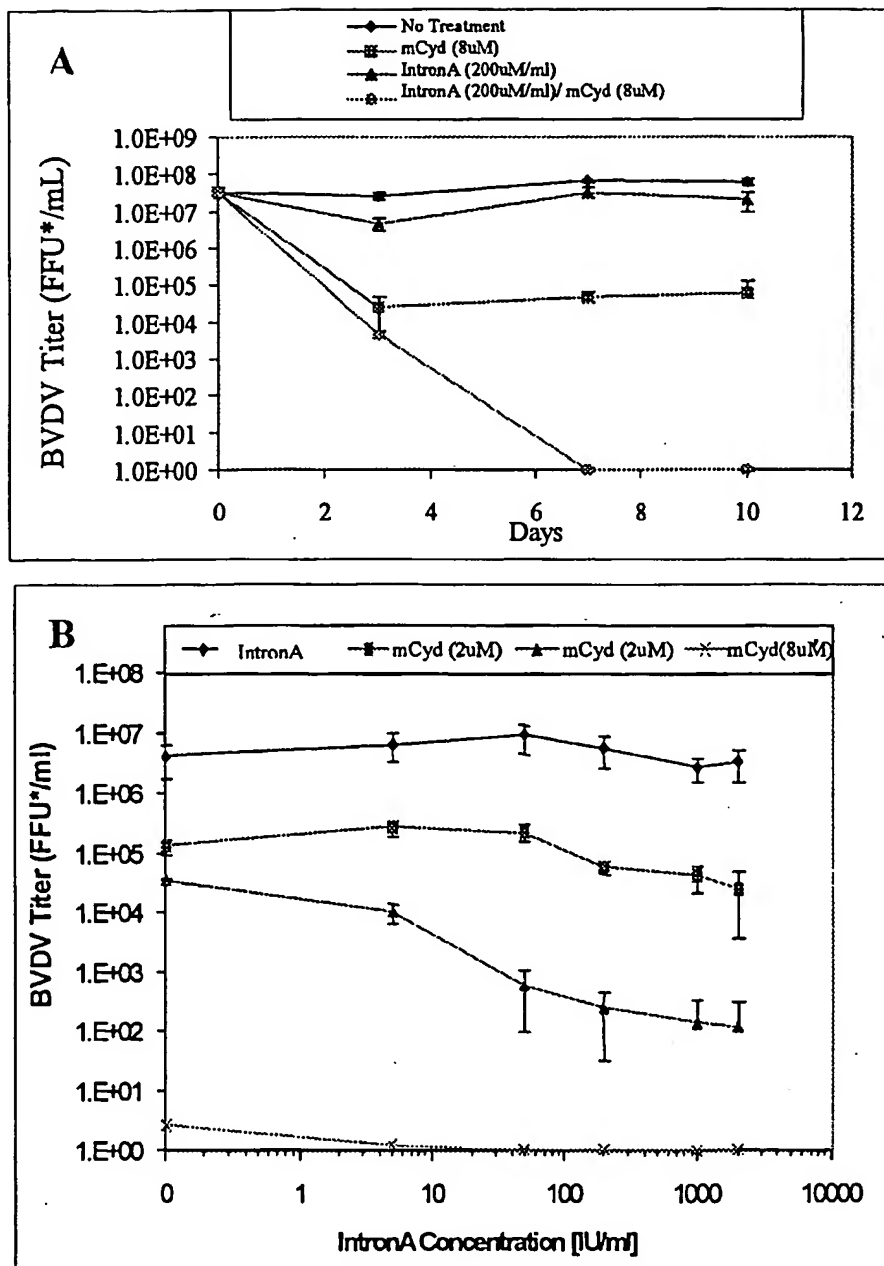 A
No Treatment
mCyd (8uM)
IntronA (200uM/ml)
IntronA (200uM/ml)/ mCyd (8uM)
BVDV Titer (FFU*/mL)
1.0E+09
1.0E+08
1.0E+07
1.0E+06
1.0E+05
1.0E+04
1.0E+03
1.0E+02
1.0E+01
1.0E+00
0 2 4 6 8 10 12
Days
B
IntronA mCyd (2uM) mCyd (2uM) mCyd(8uM)
BVDV Titer (FFU*/ml)
1.E+08
1.E+07
1.E+06
1.E+05
1.E+04
1.E+03
1.E+02
1.E+01
1.E+00
0 1 10 100 1000 10000
IntronA Concentration [IU/ml]